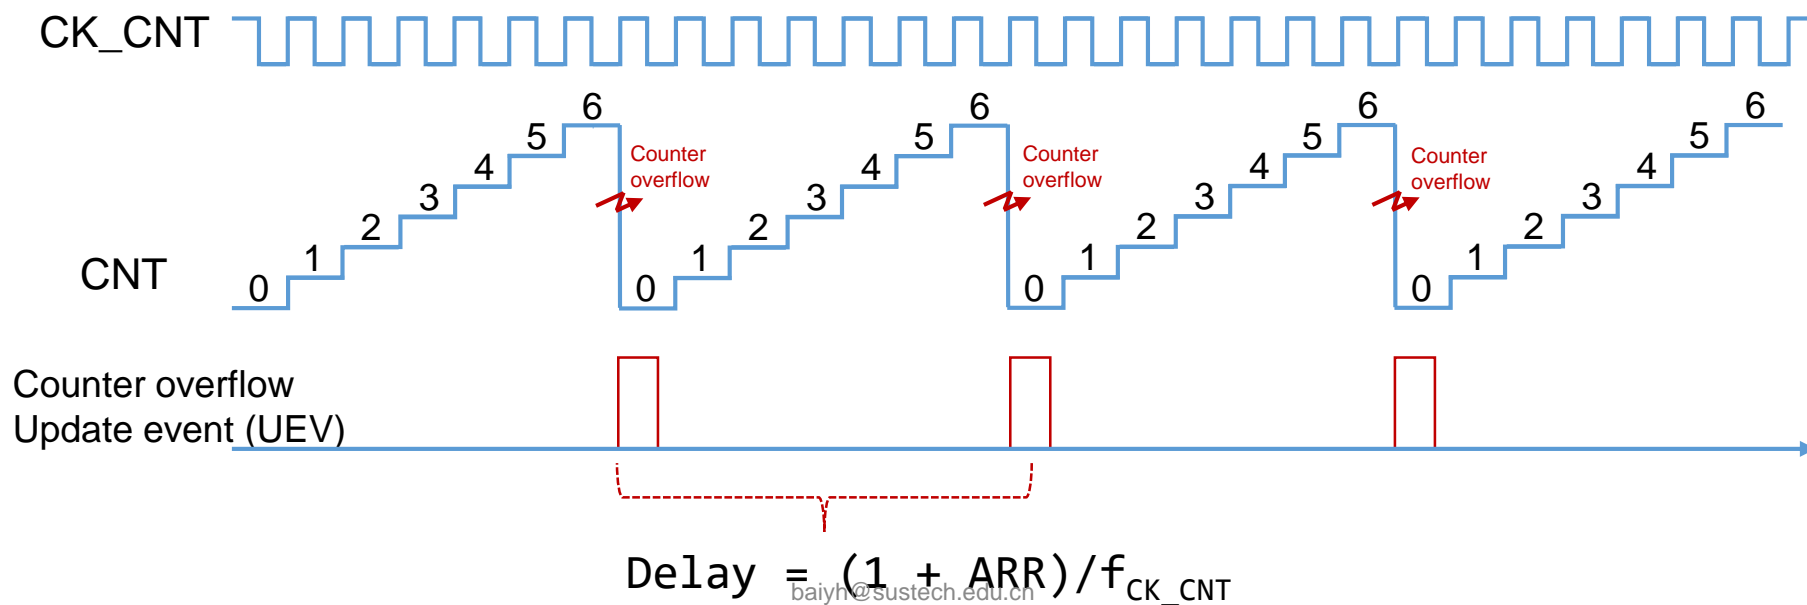 CK_CNT
6 6 6 6
5 5 5 5
4 4 4 4
3 3 3 3
2 2 2 2
1 1 1 1
0 0 0 0
Counter
overflow
Counter
overflow
Counter
overflow
CNT
Counter overflow
Update event (UEV)
Delay = (1 + ARR)/f_CK_CNT
baiyh@sustech.edu.cn